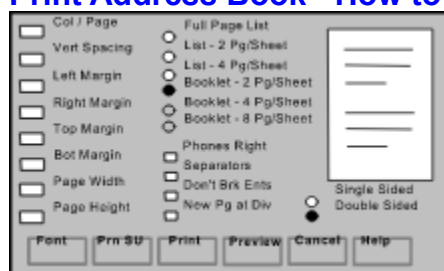 Print Address Book - How to
Col / Page
Vert Spacing
Left Margin
Right Margin
Top Margin
Bot Margin
Page Width
Page Height
Full Page List
List - 2 Pg/Sheet
List - 4 Pg/Sheet
Booklet - 2 Pg/Sheet
Booklet - 4 Pg/Sheet
Booklet - 8 Pg/Sheet
Phones Right
Separators
Don't Brk Ents
New Pg at Div
Single Sided
Double Sided
Font Prn SU Print Preview Cancel Help